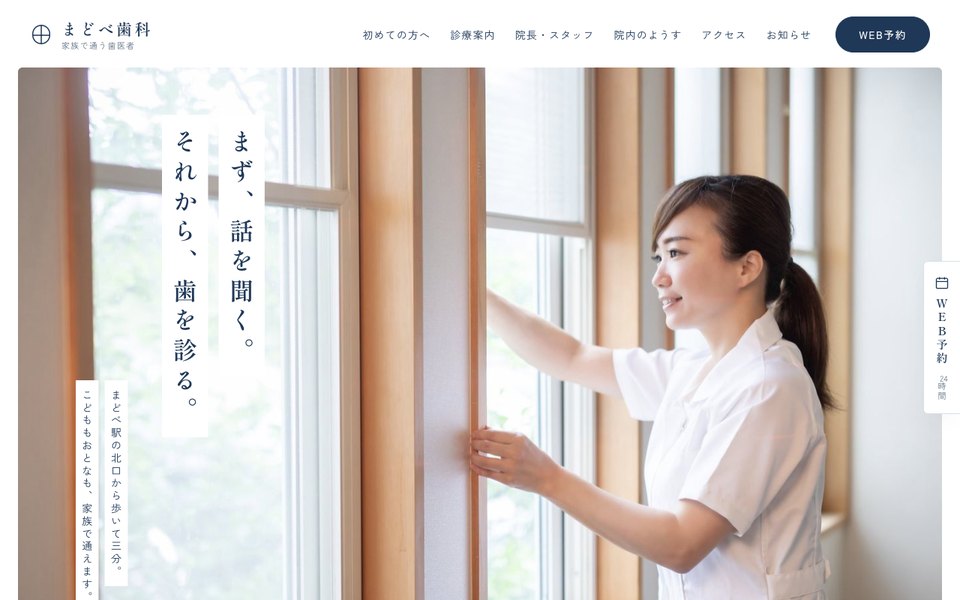 まどべ歯科
家族で通う歯医者
初めての方へ
診療案内
院長・スタッフ
院内のようす
アクセス
お知らせ
WEB予約
まず、話を聞く。
それから、歯を診る。
まどべ駅の北口から歩いて三分。
こどももおとなも、家族で通えます。
WEB予約
24時間